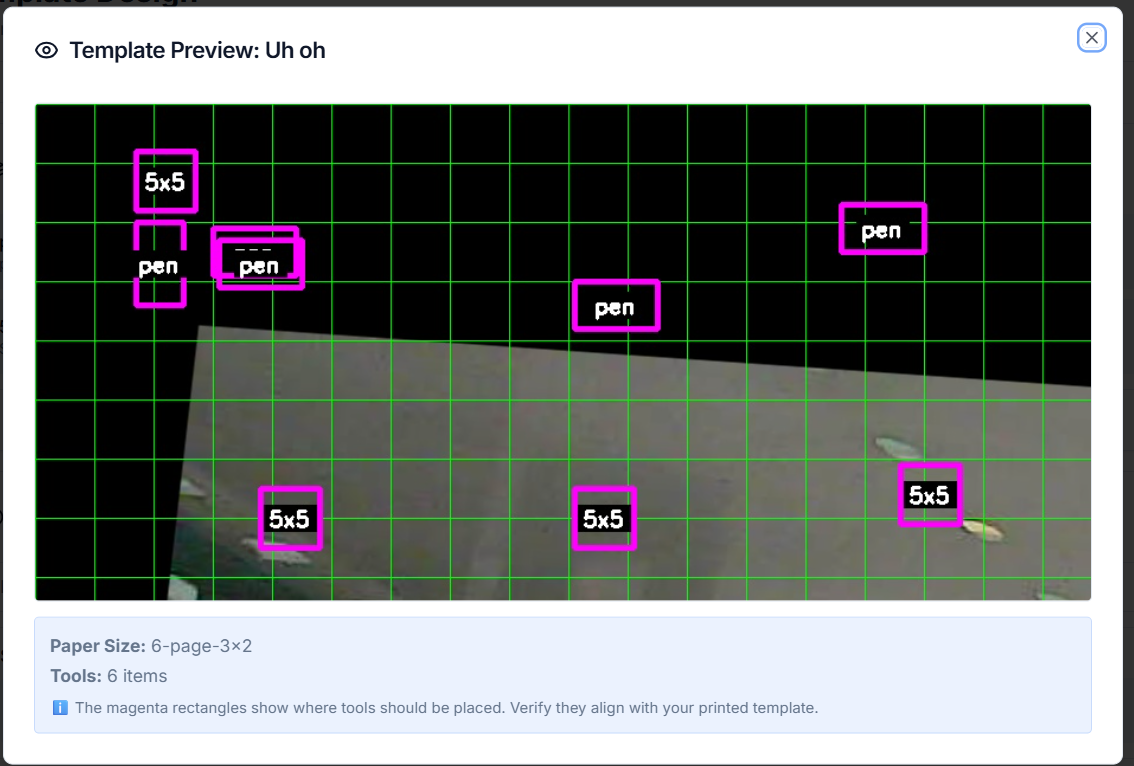 Template Preview: Uh oh
5x5
pen
pen
pen
pen
5x5
5x5
5x5
Paper Size: 6-page-3×2
Tools: 6 items
The magenta rectangles show where tools should be placed. Verify they align with your printed template.